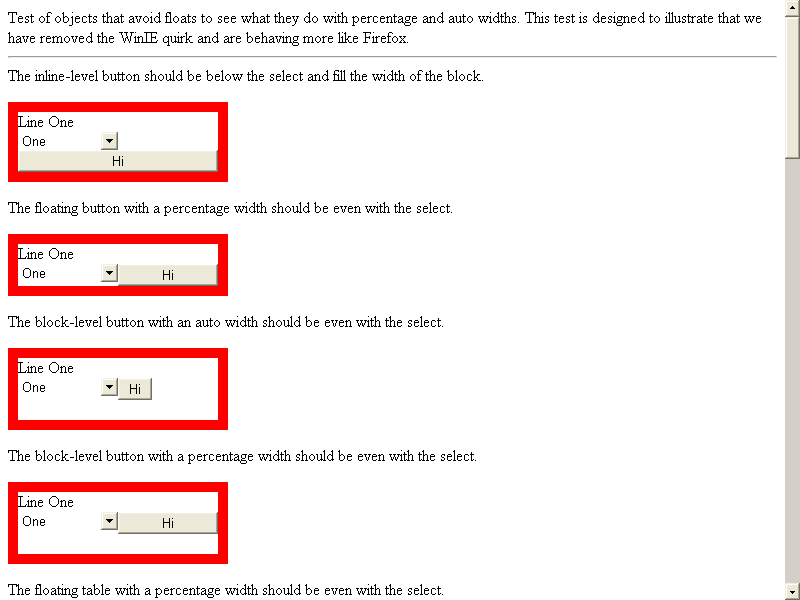 Test of objects that avoid floats to see what they do with percentage and auto widths. This test is designed to illustrate that we
have removed the WinIE quirk and are behaving more like Firefox.
The inline-level button should be below the select and fill the width of the block.
Line One
One
Hi
The floating button with a percentage width should be even with the select.
Line One
One Hi
The block-level button with an auto width should be even with the select.
Line One
One Hi
The block-level button with a percentage width should be even with the select.
Line One
One Hi
The floating table with a percentage width should be even with the select.